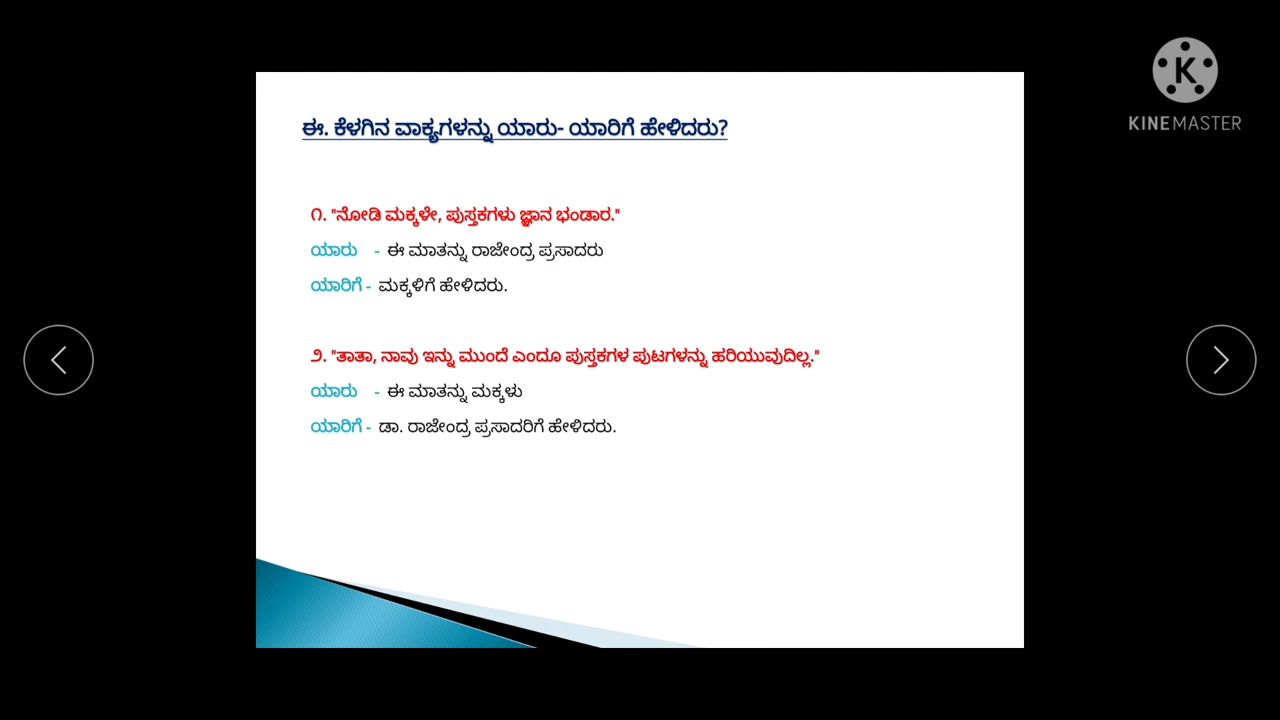 K
KINEMASTER
ಈ. ಕೆಳಗಿನ ವಾಕ್ಯಗಳನ್ನು ಯಾರು- ಯಾರಿಗೆ ಹೇಳಿದರು?
೧. "ನೋಡಿ ಮಕ್ಕಳೇ, ಪುಸ್ತಕಗಳು ಜ್ಞಾನ ಭಂಡಾರ."
ಯಾರು - ಈ ಮಾತನ್ನು ರಾಜೇಂದ್ರ ಪ್ರಸಾದರು
ಯಾರಿಗೆ - ಮಕ್ಕಳಿಗೆ ಹೇಳಿದರು.
೨. "ತಾತಾ, ನಾವು ಇನ್ನು ಮುಂದೆ ಎಂದೂ ಪುಸ್ತಕಗಳ ಪುಟಗಳನ್ನು ಹರಿಯುವುದಿಲ್ಲ."
ಯಾರು - ಈ ಮಾತನ್ನು ಮಕ್ಕಳು
ಯಾರಿಗೆ - ಡಾ. ರಾಜೇಂದ್ರ ಪ್ರಸಾದರಿಗೆ ಹೇಳಿದರು.